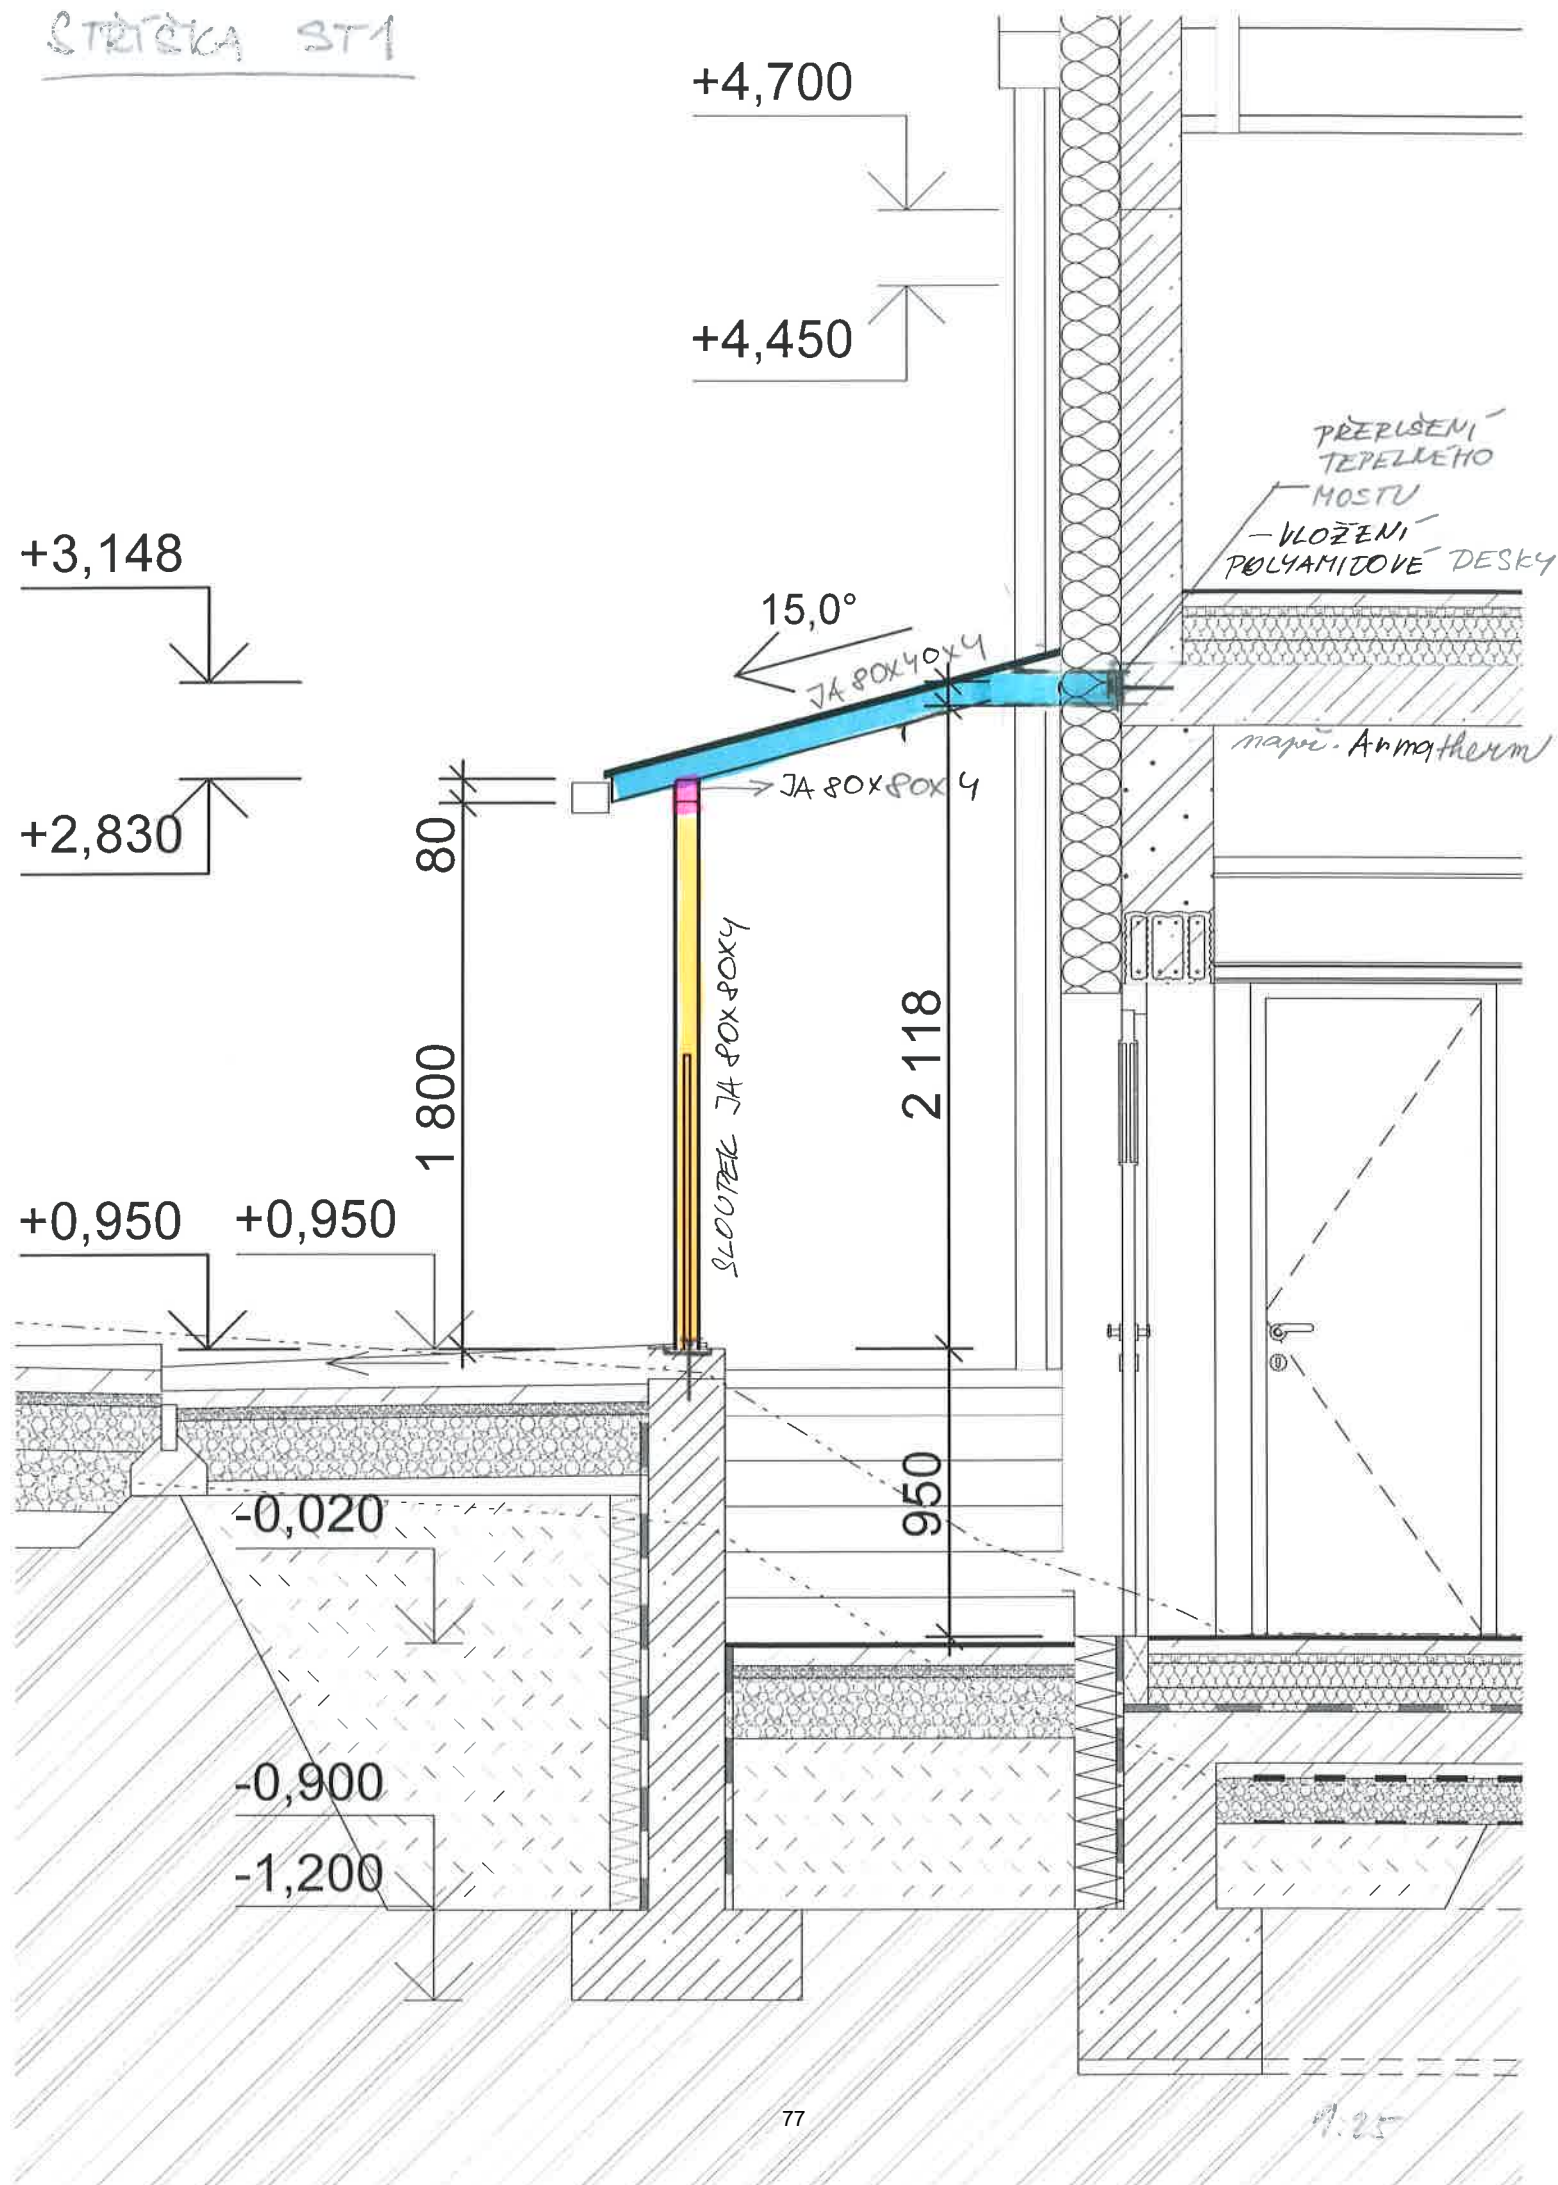 STŘÍŠKA ST1
+4,700
+4,450
PŘERUŠENÍ
TEPELNÉHO
MOSTU
- VLOŽENÍ
POLYAMIDOVÉ DESKY
+3,148
15,0°
JA 80x40x4
např. Armatherm
JA 80x80x4
+2,830
80
SLOUPEK JA 80x80x4
1 800
2 118
+0,950
+0,950
950
-0,020
-0,900
-1,200
77
1:25